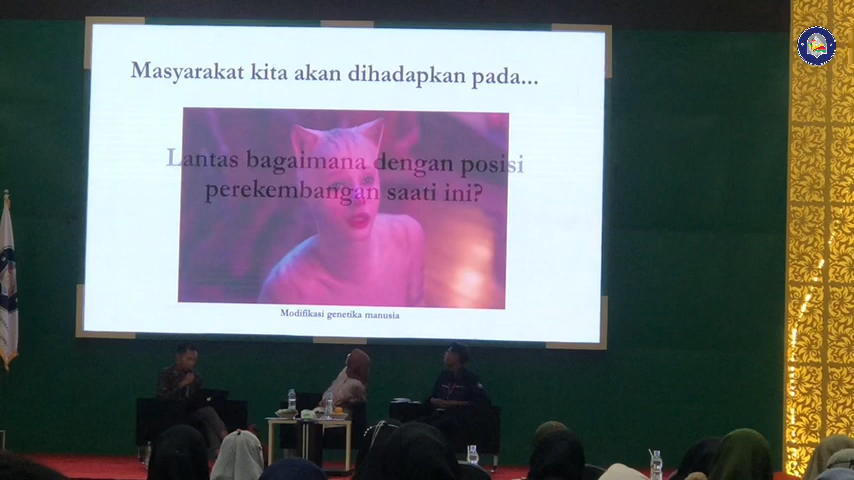 Masyarakat kita akan dihadapkan pada...
Lantas bagaimana dengan posisi
perekembangan saati ini?
Modifikasi genetika manusia